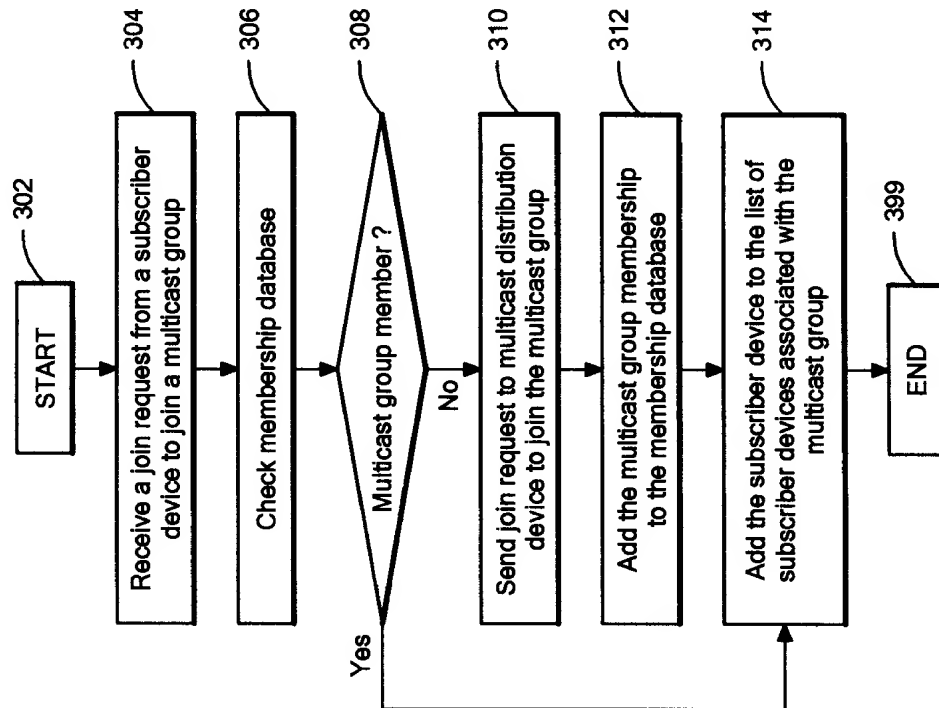 302
START
304
Receive a join request from a subscriber
device to join a multicast group
306
Check membership database
308
Multicast group member ?
Yes
No
310
Send join request to multicast distribution
device to join the multicast group
312
Add the multicast group membership
to the membership database
314
Add the subscriber device to the list of
subscriber devices associated with the
multicast group
399
END